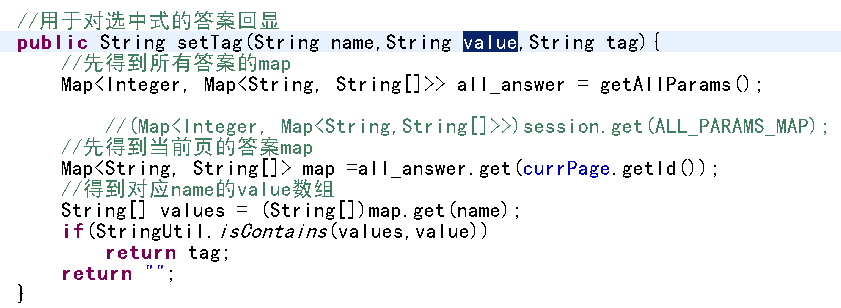 //用于对选中式的答案回显
public String setTag(String name,String value,String tag){
//先得到所有答案的map
Map<Integer, Map<String, String[]>> all_answer = getAllParams();
//(Map<Integer, Map<String,String[]>>)session.get(ALL_PARAMS_MAP);
//先得到当前页的答案map
Map<String, String[]> map =all_answer.get(currPage.getId());
//得到对应name的value数组
String[] values = (String[])map.get(name);
if(StringUtil.isContains(values,value))
return tag;
return "";
}